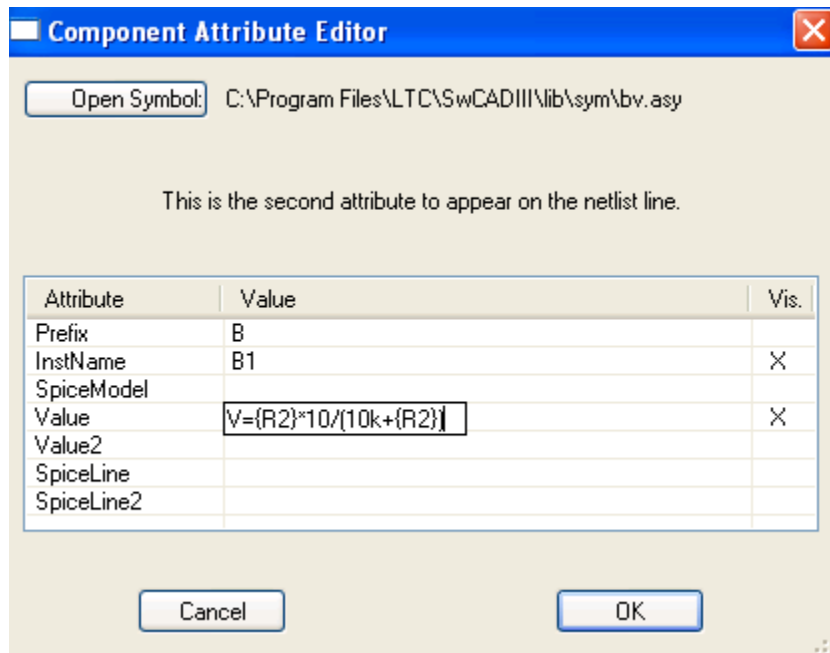 Component Attribute Editor
Open Symbol: C:\Program Files\LTC\SwCADIII\lib\sym\bv.asy
This is the second attribute to appear on the netlist line.
Attribute Value Vis.
Prefix B
InstName B1 X
SpiceModel
Value V={R2}*10/(10k+{R2}) X
Value2
SpiceLine
SpiceLine2
Cancel OK